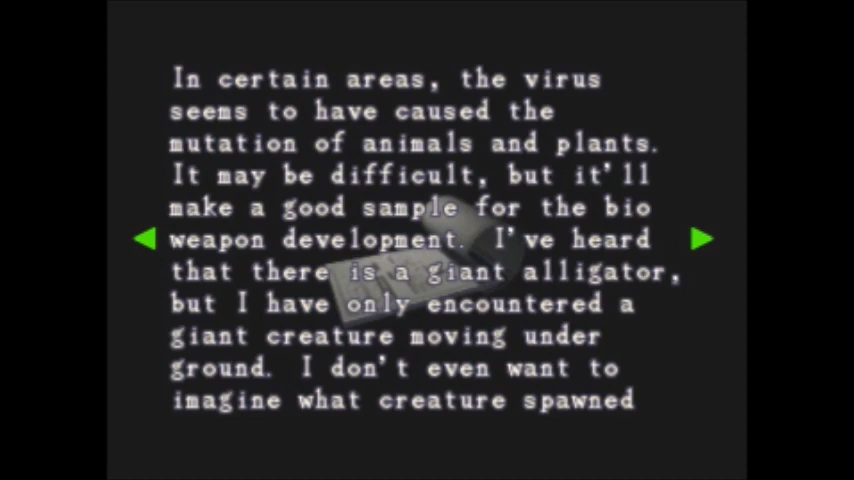 In certain areas, the virus
seems to have caused the
mutation of animals and plants.
It may be difficult, but it'll
make a good sample for the bio
weapon development. I've heard
that there is a giant alligator,
but I have only encountered a
giant creature moving under
ground. I don't even want to
imagine what creature spawned